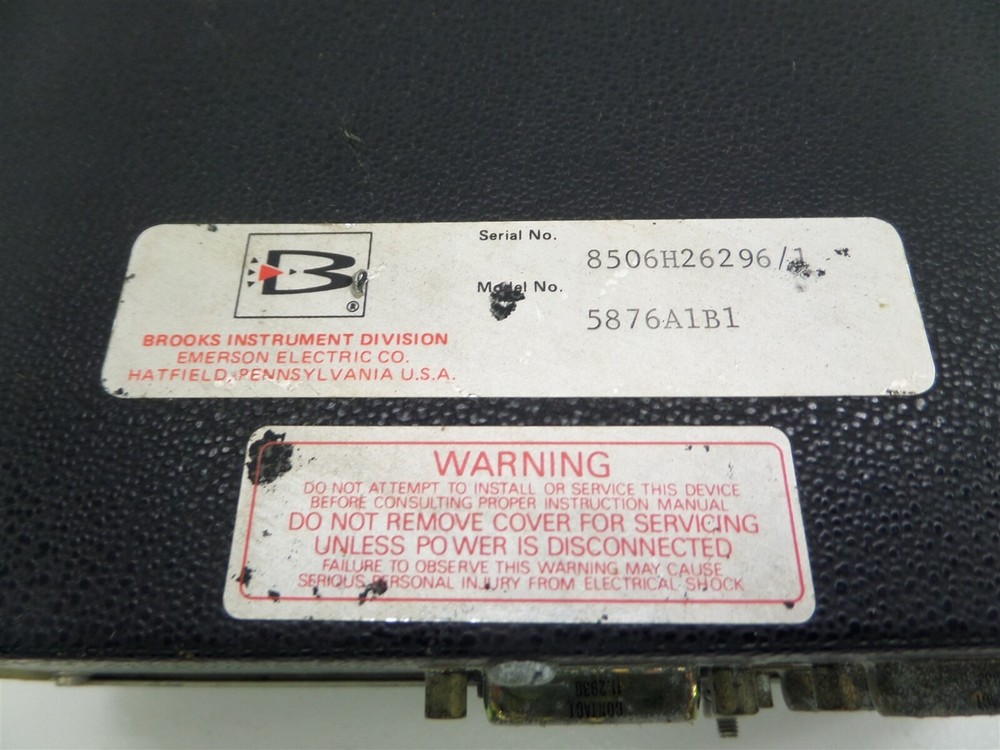 B
®
BROOKS INSTRUMENT DIVISION
EMERSON ELECTRIC CO.
HATFIELD, PENNSYLVANIA U.S.A.
Serial No.
8506H26296/1
Model No.
5876A1B1
WARNING
DO NOT ATTEMPT TO INSTALL OR SERVICE THIS DEVICE
BEFORE CONSULTING PROPER INSTRUCTION MANUAL
DO NOT REMOVE COVER FOR SERVICING
UNLESS POWER IS DISCONNECTED
FAILURE TO OBSERVE THIS WARNING MAY CAUSE
SERIOUS PERSONAL INJURY FROM ELECTRICAL SHOCK
CONTACT